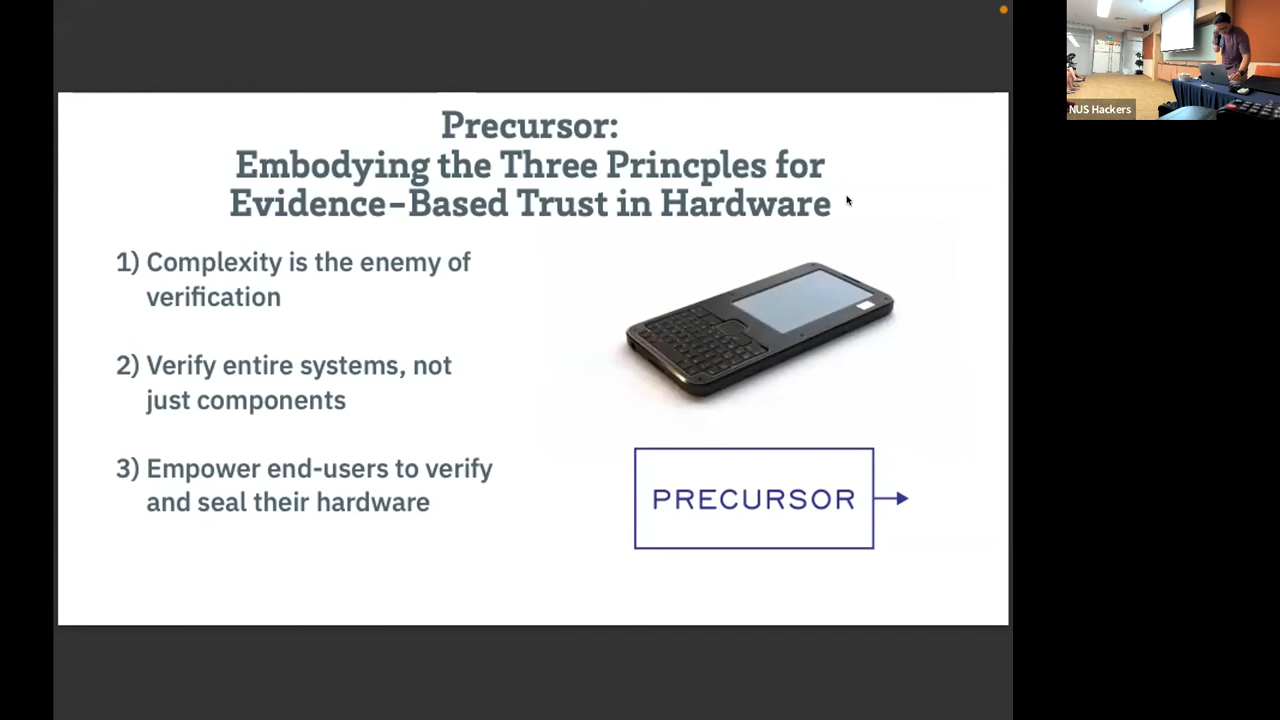 Precursor:
Embodying the Three Princples for
Evidence-Based Trust in Hardware
1) Complexity is the enemy of
verification
2) Verify entire systems, not
just components
3) Empower end-users to verify
and seal their hardware
PRECURSOR
NUS Hackers